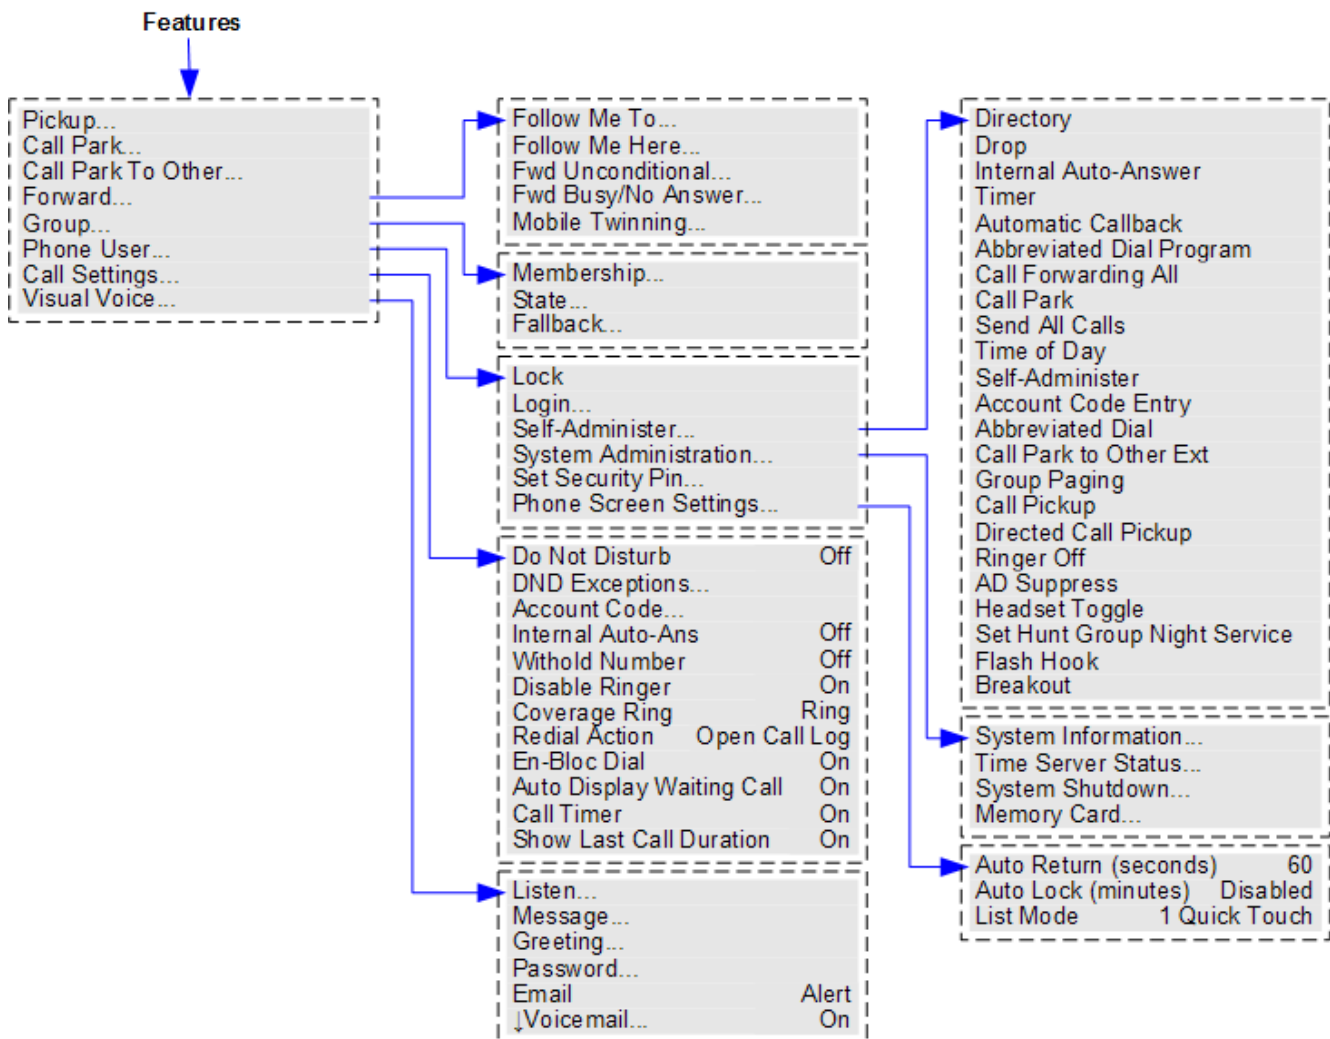 Features
Pickup...
Call Park...
Call Park To Other...
Forward...
Group...
Phone User...
Call Settings...
Visual Voice...
Follow Me To...
Follow Me Here...
Fwd Unconditional...
Fwd Busy/No Answer...
Mobile Twinning...
Membership...
State...
Fallback...
Lock
Login...
Self-Administer...
System Administration...
Set Security Pin...
Phone Screen Settings...
Do Not Disturb Off
DND Exceptions...
Account Code...
Internal Auto-Ans Off
Withold Number Off
Disable Ringer On
Coverage Ring Ring
Redial Action Open Call Log
En-Bloc Dial On
Auto Display Waiting Call On
Call Timer On
Show Last Call Duration On
Listen...
Message...
Greeting...
Password...
Email Alert
↓Voicemail... On
Directory
Drop
Internal Auto-Answer
Timer
Automatic Callback
Abbreviated Dial Program
Call Forwarding All
Call Park
Send All Calls
Time of Day
Self-Administer
Account Code Entry
Abbreviated Dial
Call Park to Other Ext
Group Paging
Call Pickup
Directed Call Pickup
Ringer Off
AD Suppress
Headset Toggle
Set Hunt Group Night Service
Flash Hook
Breakout
System Information...
Time Server Status...
System Shutdown...
Memory Card...
Auto Return (seconds) 60
Auto Lock (minutes) Disabled
List Mode 1 Quick Touch